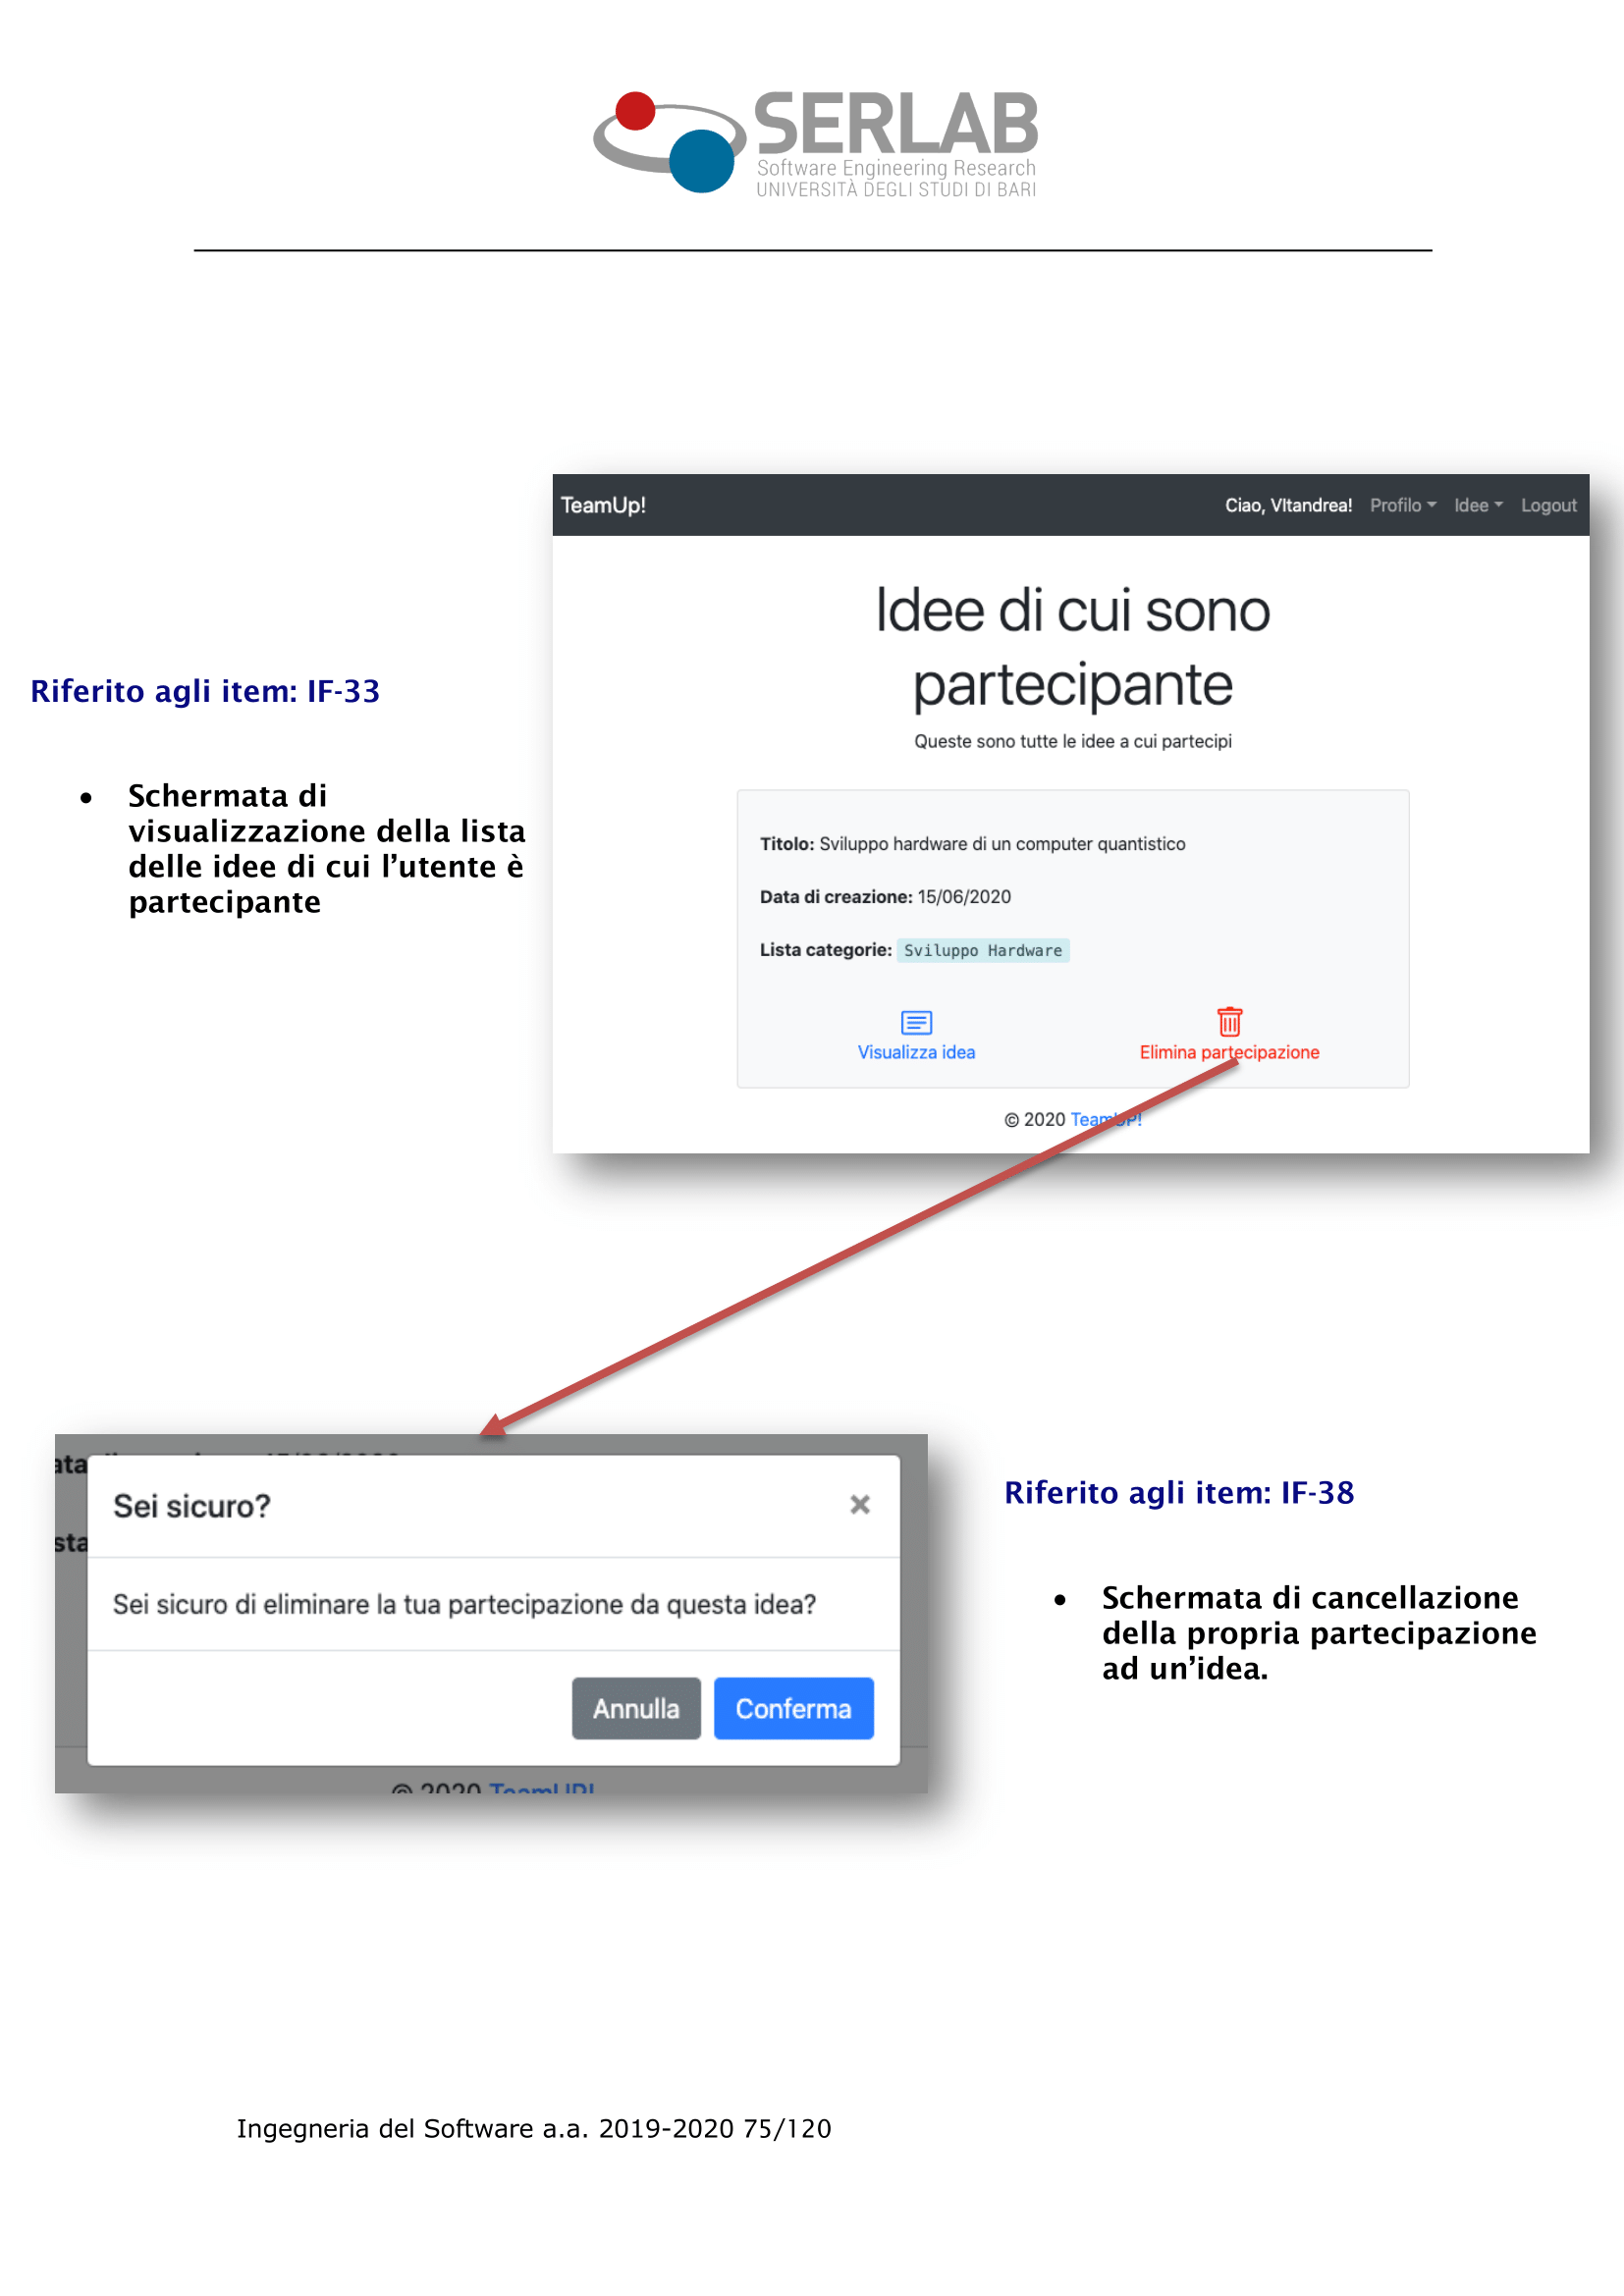 SERLAB
Software Engineering Research
UNIVERSITÀ DEGLI STUDI DI BARI
TeamUp!
Ciao, VItandrea! Profilo Idee Logout
Idee di cui sono
partecipante
Queste sono tutte le idee a cui partecipi
Riferito agli item: IF-33
• Schermata di
visualizzazione della lista
delle idee di cui l’utente è
partecipante
Titolo: Sviluppo hardware di un computer quantistico
Data di creazione: 15/06/2020
Lista categorie: Sviluppo Hardware
Visualizza idea
Elimina partecipazione
© 2020 TeamUP!
ata
Sei sicuro? ×
sta
Sei sicuro di eliminare la tua partecipazione da questa idea?
Annulla Conferma
© 2020 TeamUP!
Riferito agli item: IF-38
• Schermata di cancellazione
della propria partecipazione
ad un’idea.
Ingegneria del Software a.a. 2019-2020 75/120